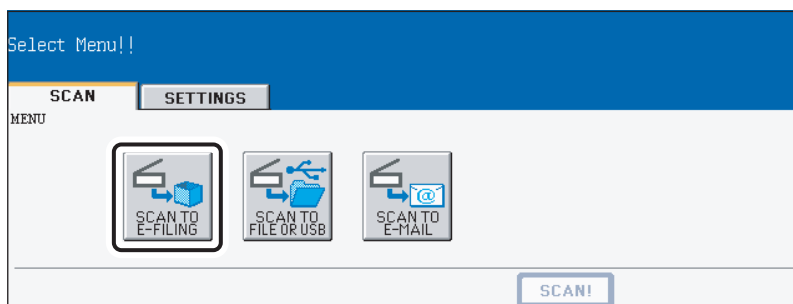 Select Menu!!
SCAN SETTINGS
MENU
SCAN TO
E-FILING
SCAN TO
FILE OR USB
@
SCAN TO
E-MAIL
SCAN!